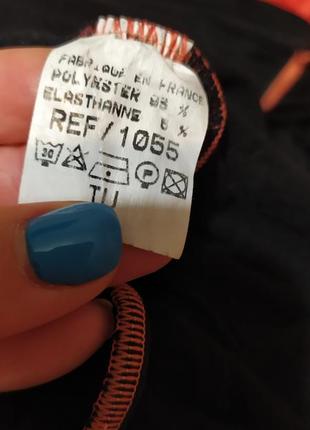 FABRIQUE EN FRANCE
POLYESTER 95 %
ELASTHANNE 5 %
REF/1055
P
TU